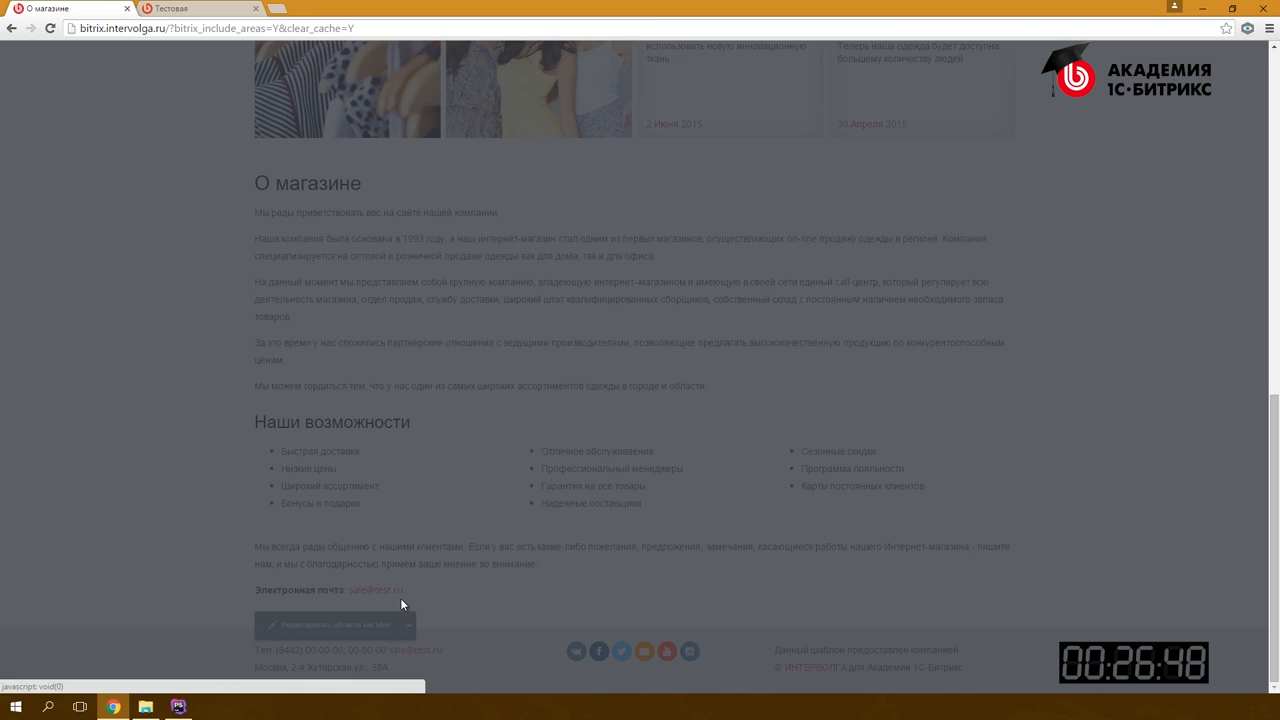 О магазине
Тестовая
bitrix.intervolga.ru/?bitrix_include_areas=Y&clear_cache=Y
использовать новую инновационную
ткань
Теперь наша одежда будет доступна
большему количеству людей
2 Июня 2015
30 Апреля 2015
АКАДЕМИЯ
1С·БИТРИКС
О магазине
Мы рады приветствовать вас на сайте нашей компании.
Наша компания была основана в 1993 году, а наш интернет-магазин стал одним из первых магазинов, осуществляющих on-line продажу одежды в регионе. Компания
специализируется на оптовой и розничной продаже одежды как для дома, так и для офиса.
На данный момент мы представляем собой крупную компанию, владеющую интернет-магазином и имеющую в своей сети единый call-центр, который регулирует всю
деятельность магазина, отдел продаж, службу доставки, широкий штат квалифицированных сборщиков, собственный склад с постоянным наличием необходимого запаса
товаров.
За это время у нас сложились партнерские отношения с ведущими производителями, позволяющие предлагать высококачественную продукцию по конкурентоспособным
ценам.
Мы можем гордиться тем, что у нас один из самых широких ассортиментов одежды в городе и области.
Наши возможности
Быстрая доставка
Низкие цены
Широкий ассортимент
Бонусы и подарки
Отличное обслуживаение
Профессиональный менеджеры
Гарантия на все товары
Надежные поставщики
Сезонные скидки
Программа лояльности
Карты постоянных клиентов
Мы всегда рады общению с нашими клиентами. Если у вас есть какие-либо пожелания, предложения, замечания, касающиеся работы нашего Интернет-магазина - пишите
нам, и мы с благодарностью примем ваше мнение во внимание:
Электронная почта: sale@test.ru
Редактировать область как html
Тел. (8442) 00-00-00, 00-00-00 sale@test.ru
Москва, 2-я Хуторская ул., 38А
Данный шаблон предоставлен компанией
© ИНТЕРВОЛГА для Академия 1С-Битрикс
00:26:48
javascript: void(0)
PS